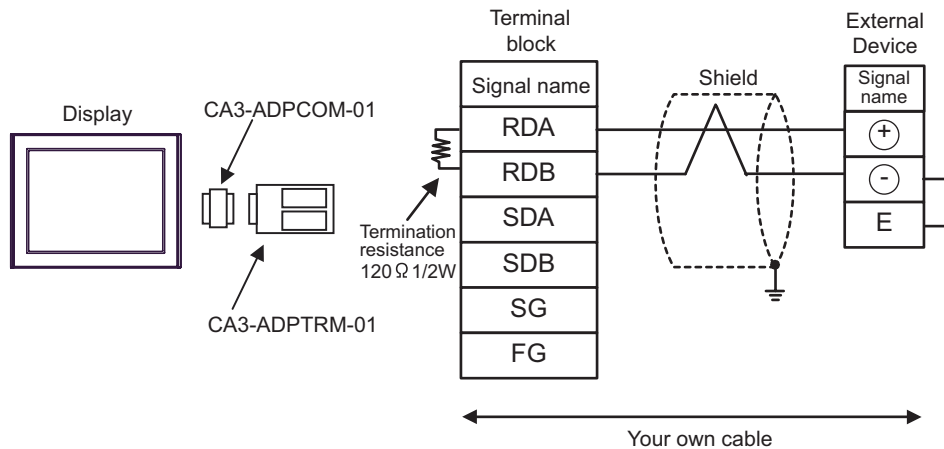 Display
CA3-ADPCOM-01
CA3-ADPTRM-01
Termination
resistance
120Ω 1/2W
Terminal
block
Signal name
RDA
RDB
SDA
SDB
SG
FG
Shield
External
Device
Signal
name
+
-
E
Your own cable